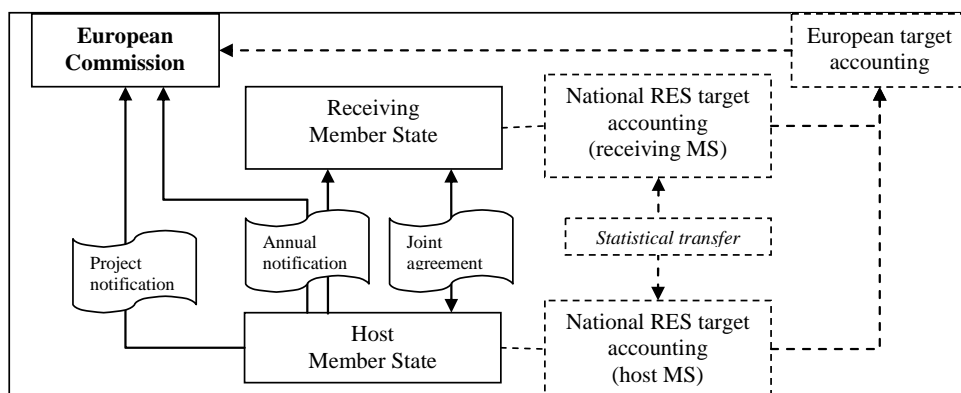 European
Commission
European target
accounting
Receiving
Member State
National RES target
accounting
(receiving MS)
Project
notification
Annual
notification
Joint
agreement
Statistical transfer
Host
Member State
National RES target
accounting
(host MS)